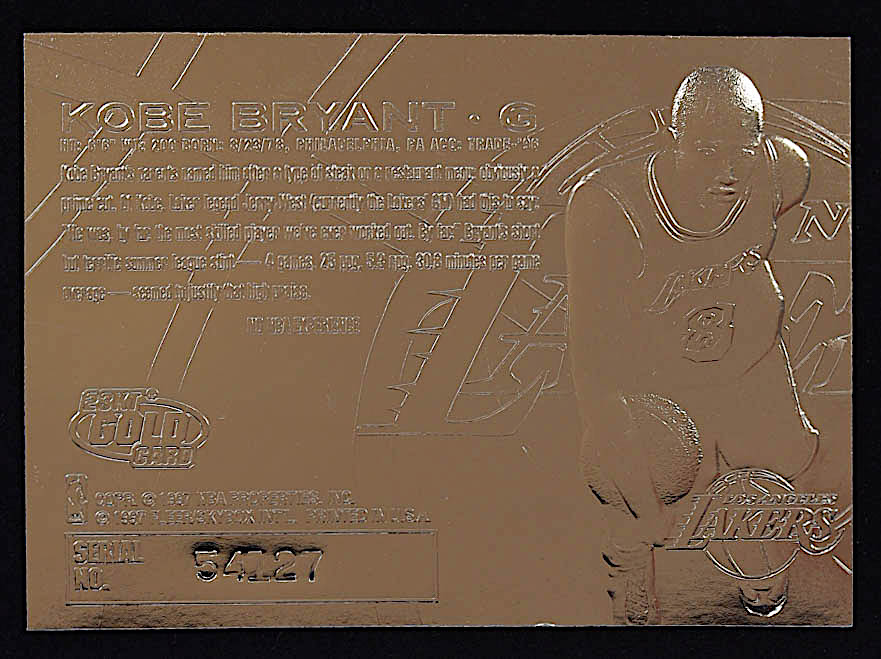 KOBE BRYANT · G
HT: 6'6" WT: 200 BORN: 8/23/78, PHILADELPHIA, PA ACQ: TRADE-'96
Kobe Bryant's parents named him after a type of steak on a restaurant menu: obviously a
prime cut. Of Kobe, Laker legend Jerry West (currently the Lakers' GM) had this to say:
"He was, by far, the most skilled player we've ever worked out. By far." Bryant's short
but terrific summer league stint — 4 games, 25 ppg, 5.3 rpg, 30.8 minutes per game
average — seemed to justify that high praise.
NO NBA EXPERIENCE
LAKERS
8
23KT
GOLD
CARD
COPR. © 1997 NBA PROPERTIES, INC.
© 1997 FLEER/SKYBOX INT'L. PRINTED IN U.S.A.
LOS ANGELES
LAKERS
SERIAL
NO.
54127